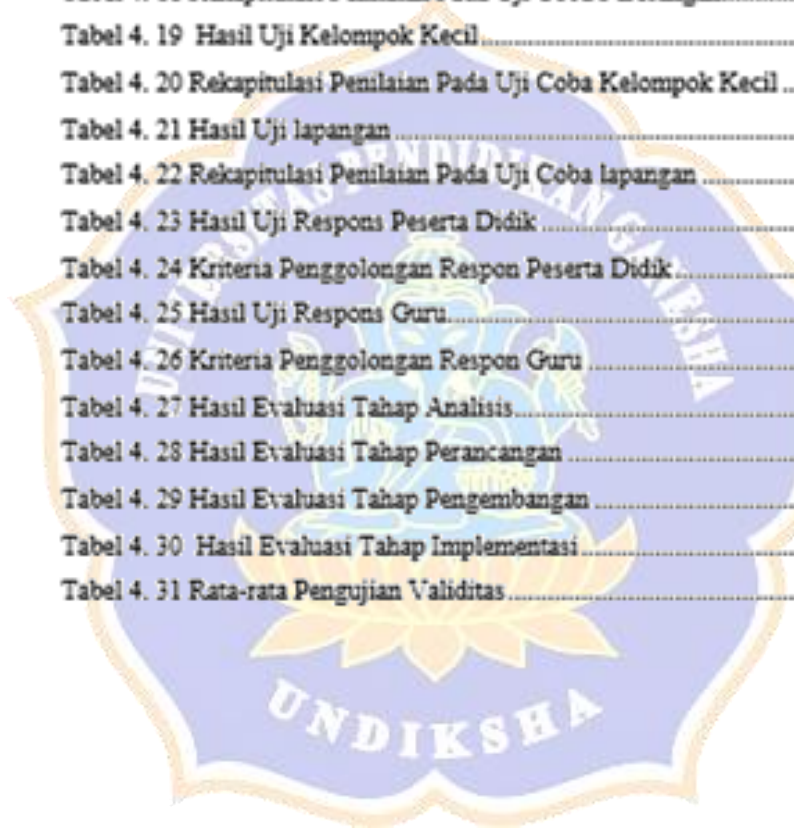 Tabel 4. 19  Hasil Uji Kelompok Kecil
Tabel 4. 20 Rekapitulasi Penilaian Pada Uji Coba Kelompok Kecil
Tabel 4. 21 Hasil Uji lapangan
Tabel 4. 22 Rekapitulasi Penilaian Pada Uji Coba lapangan
Tabel 4. 23 Hasil Uji Respons Peserta Didik
Tabel 4. 24 Kriteria Penggolongan Respon Peserta Didik
Tabel 4. 25 Hasil Uji Respons Guru
Tabel 4. 26 Kriteria Penggolongan Respon Guru
Tabel 4. 27 Hasil Evaluasi Tahap Analisis
Tabel 4. 28 Hasil Evaluasi Tahap Perancangan
Tabel 4. 29 Hasil Evaluasi Tahap Pengembangan
Tabel 4. 30  Hasil Evaluasi Tahap Implementasi
Tabel 4. 31 Rata-rata Pengujian Validitas
UNIVERSITAS PENDIDIKAN GANESHA
UNDIKSHA